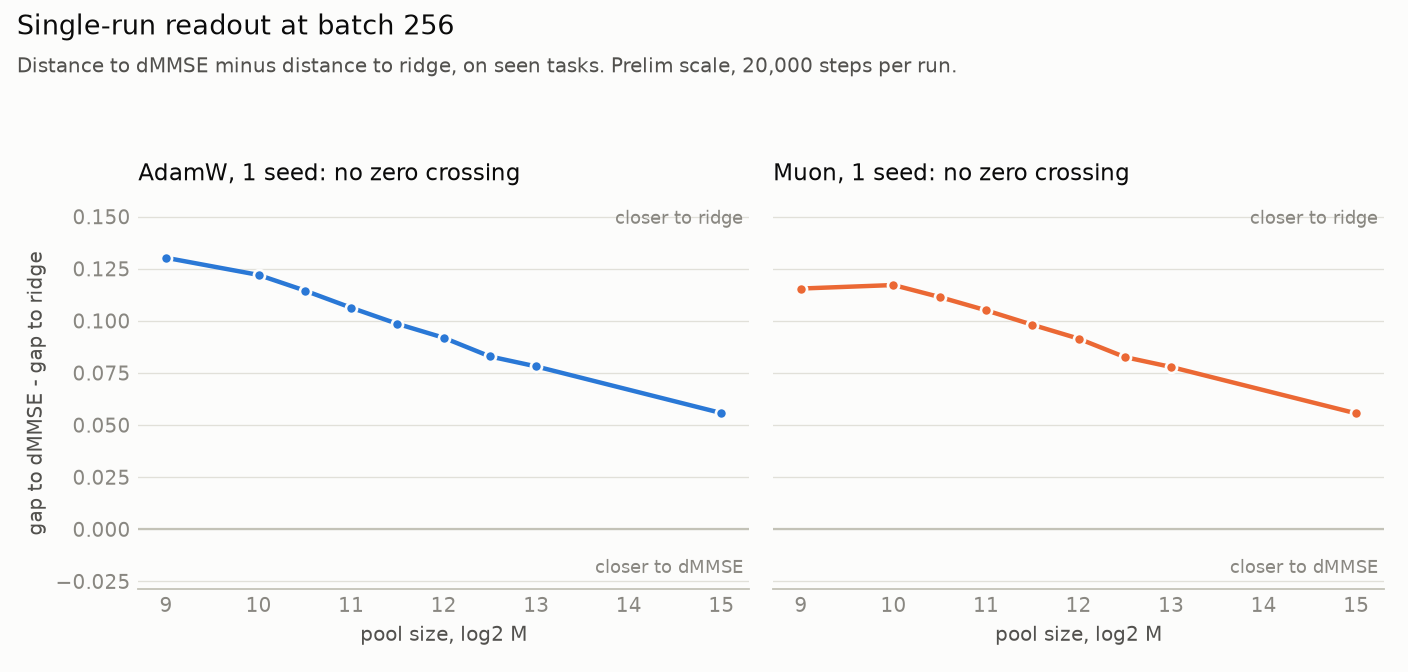 Single-run readout at batch 256
Distance to dMMSE minus distance to ridge, on seen tasks. Prelim scale, 20,000 steps per run.
AdamW, 1 seed: no zero crossing
Muon, 1 seed: no zero crossing
gap to dMMSE - gap to ridge
0.150
0.125
0.100
0.075
0.050
0.025
0.000
−0.025
closer to ridge
closer to dMMSE
9 10 11 12 13 14 15
pool size, log2 M
closer to ridge
closer to dMMSE
9 10 11 12 13 14 15
pool size, log2 M